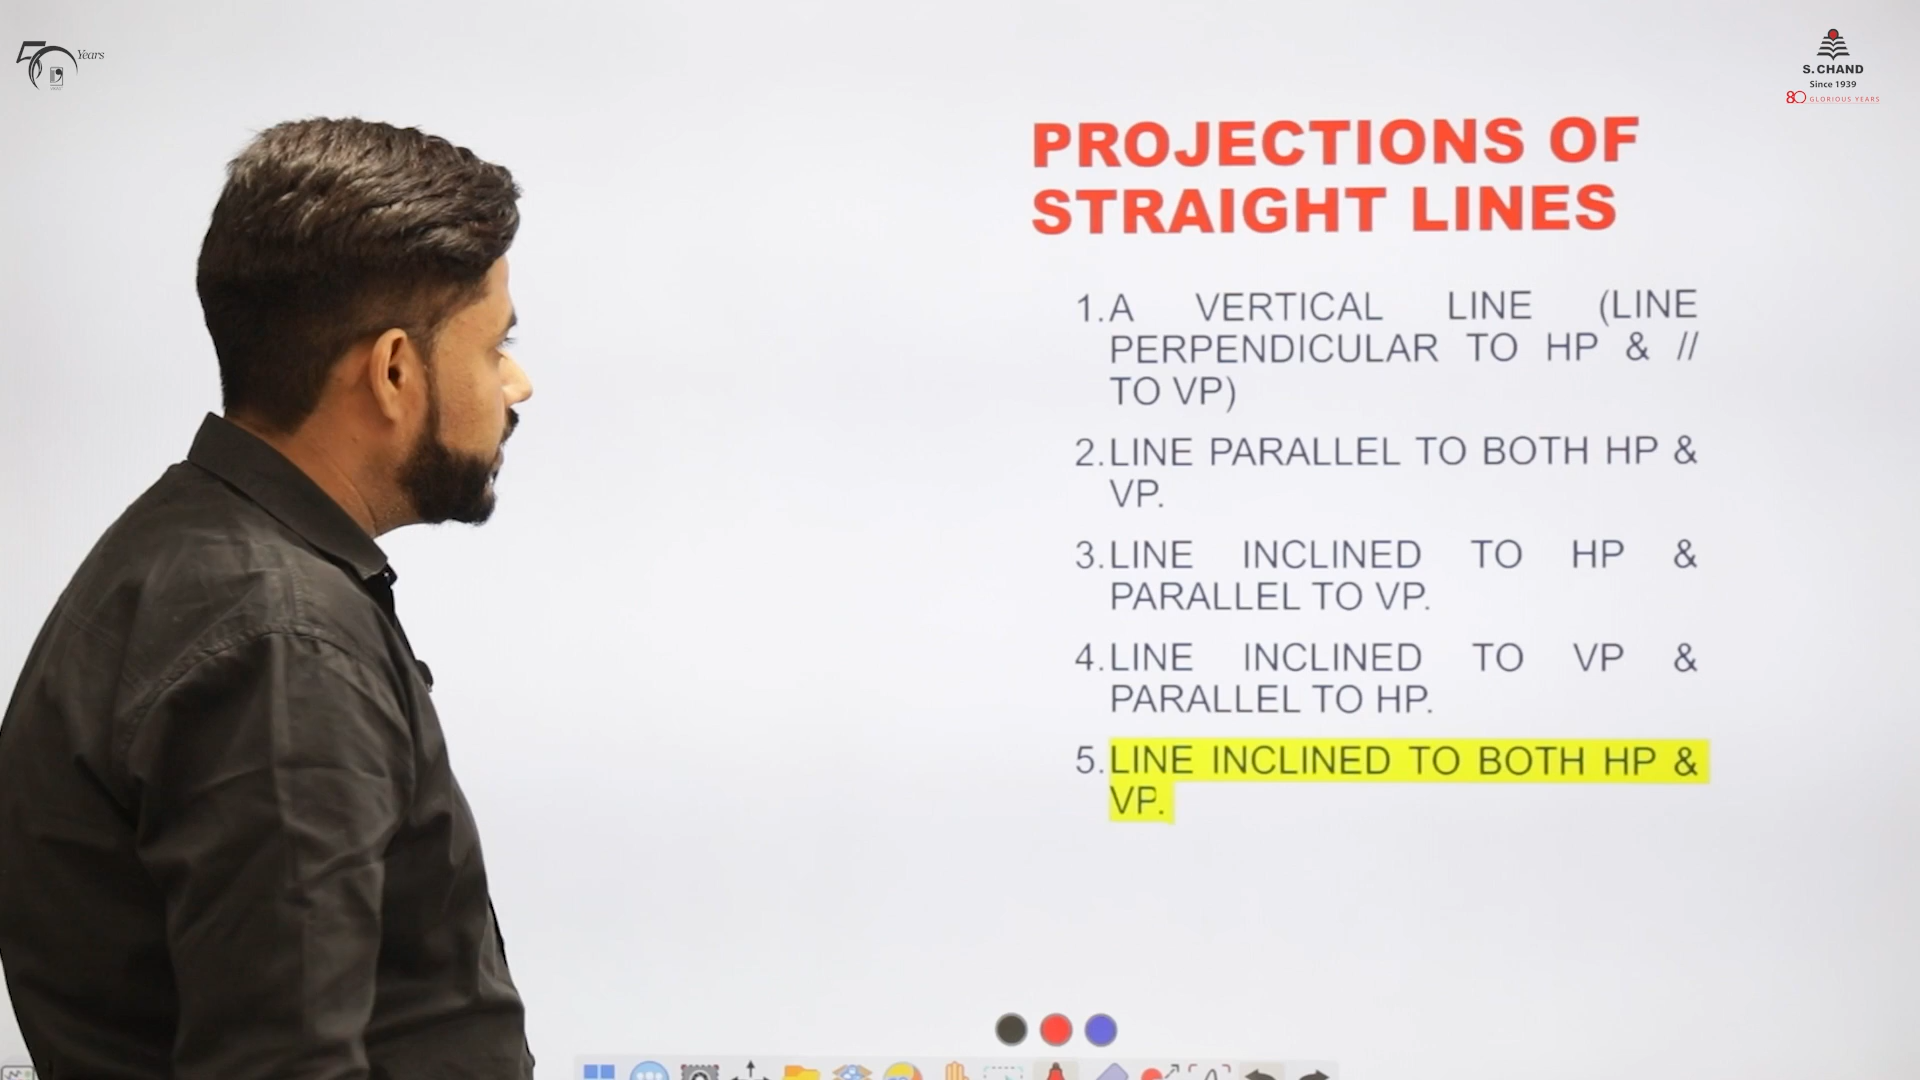 50 Years
S. CHAND
Since 1939
80 GLORIOUS YEARS
PROJECTIONS OF
STRAIGHT LINES
1. A VERTICAL LINE (LINE
PERPENDICULAR TO HP & //
TO VP)
2. LINE PARALLEL TO BOTH HP &
VP.
3. LINE INCLINED TO HP &
PARALLEL TO VP.
4. LINE INCLINED TO VP &
PARALLEL TO HP.
5. LINE INCLINED TO BOTH HP &
VP.